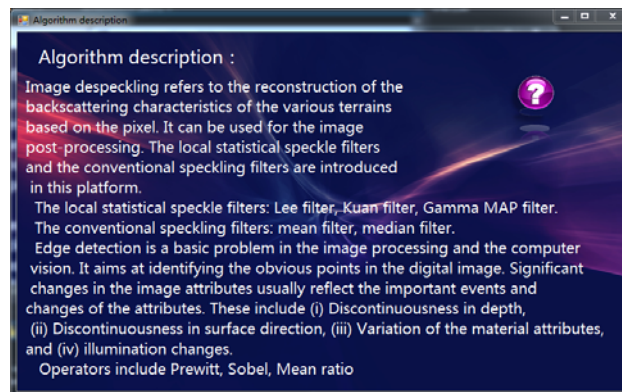 Algorithm description
Algorithm description :
?
Image despeckling refers to the reconstruction of the
backscattering characteristics of the various terrains
based on the pixel. It can be used for the image
post-processing. The local statistical speckle filters
and the conventional speckling filters are introduced
in this platform.
The local statistical speckle filters: Lee filter, Kuan filter, Gamma MAP filter.
The conventional speckling filters: mean filter, median filter.
Edge detection is a basic problem in the image processing and the computer
vision. It aims at identifying the obvious points in the digital image. Significant
changes in the image attributes usually reflect the important events and
changes of the attributes. These include (i) Discontinuousness in depth,
(ii) Discontinuousness in surface direction, (iii) Variation of the material attributes,
and (iv) illumination changes.
Operators include Prewitt, Sobel, Mean ratio